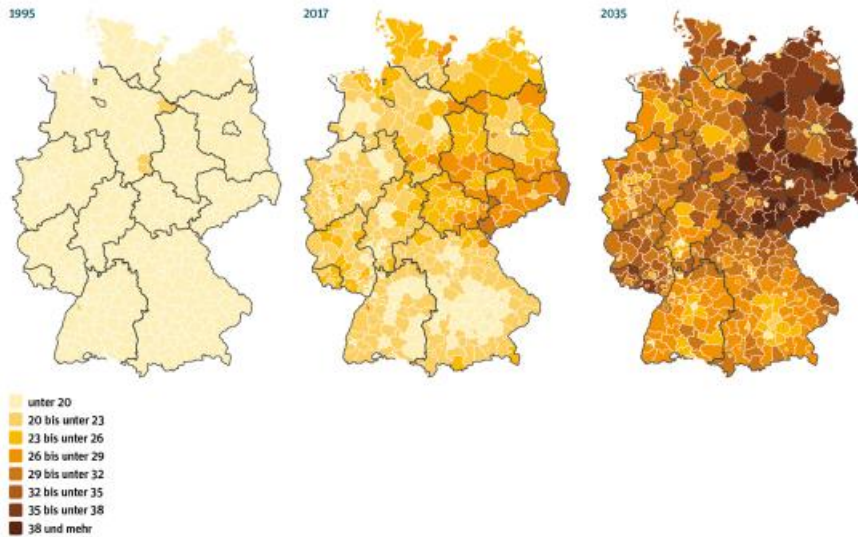 1995
2017
2035
unter 20
20 bis unter 23
23 bis unter 26
26 bis unter 29
29 bis unter 32
32 bis unter 35
35 bis unter 38
38 und mehr